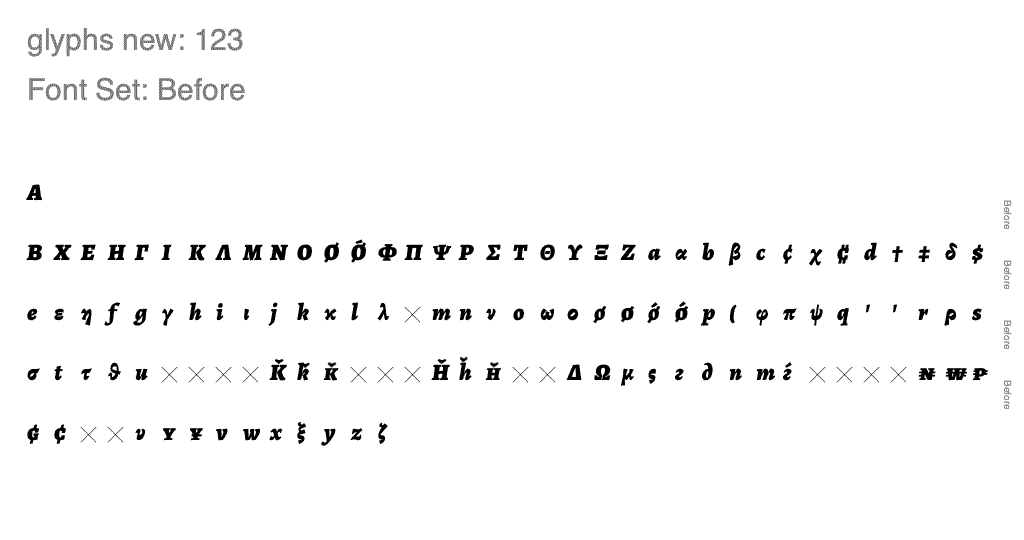 glyphs new: 123
Font Set: Before
A
B X E H Γ I K Λ M N O Ø Ǿ Φ Π Ψ P Σ T Θ Υ Ξ Z a α b β c ¢ χ ₡ d † ‡ δ $
e ε η f g γ h i ι j k κ l λ m n ν o ω о ø ø ǿ ǿ p ( φ π ψ q ' ' r ρ s
σ t τ ϑ u Ǩ ǩ ǩ Ȟ ȟ Δ Ω μ ς г ∂ п т ѓ ₦ ₩ ₱
₲ ₵ υ ʏ v w x ξ y z ζ
Before
Before
Before
Before